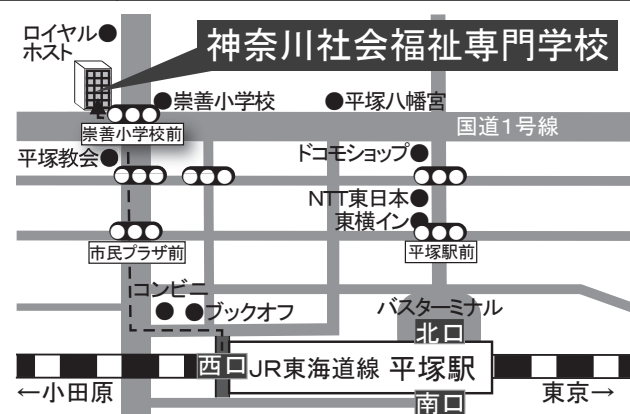 ロイヤル
ホスト
神奈川社会福祉専門学校
崇善小学校
平塚八幡宮
国道1号線
崇善小学校前
平塚教会
ドコモショップ
NTT東日本
東横イン
市民プラザ前
平塚駅前
コンビニ
ブックオフ
バスターミナル
北口
西口
JR東海道線 平塚駅
←小田原
南口
東京→